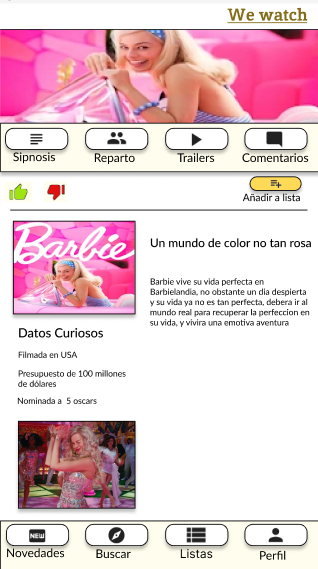 We watch
Sipnosis
Reparto
Trailers
Comentarios
Añadir a lista
Barbie
Un mundo de color no tan rosa
Barbie vive su vida perfecta en
Barbielandia, no obstante un dia despierta
y su vida ya no es tan perfecta, debera ir al
mundo real para recuperar la perfeccion en
su vida, y vivira una emotiva aventura
Datos Curiosos
Filmada en USA
Presupuesto de 100 millones
de dólares
Nominada a 5 oscars
NEW
Novedades
Buscar
Listas
Perfil